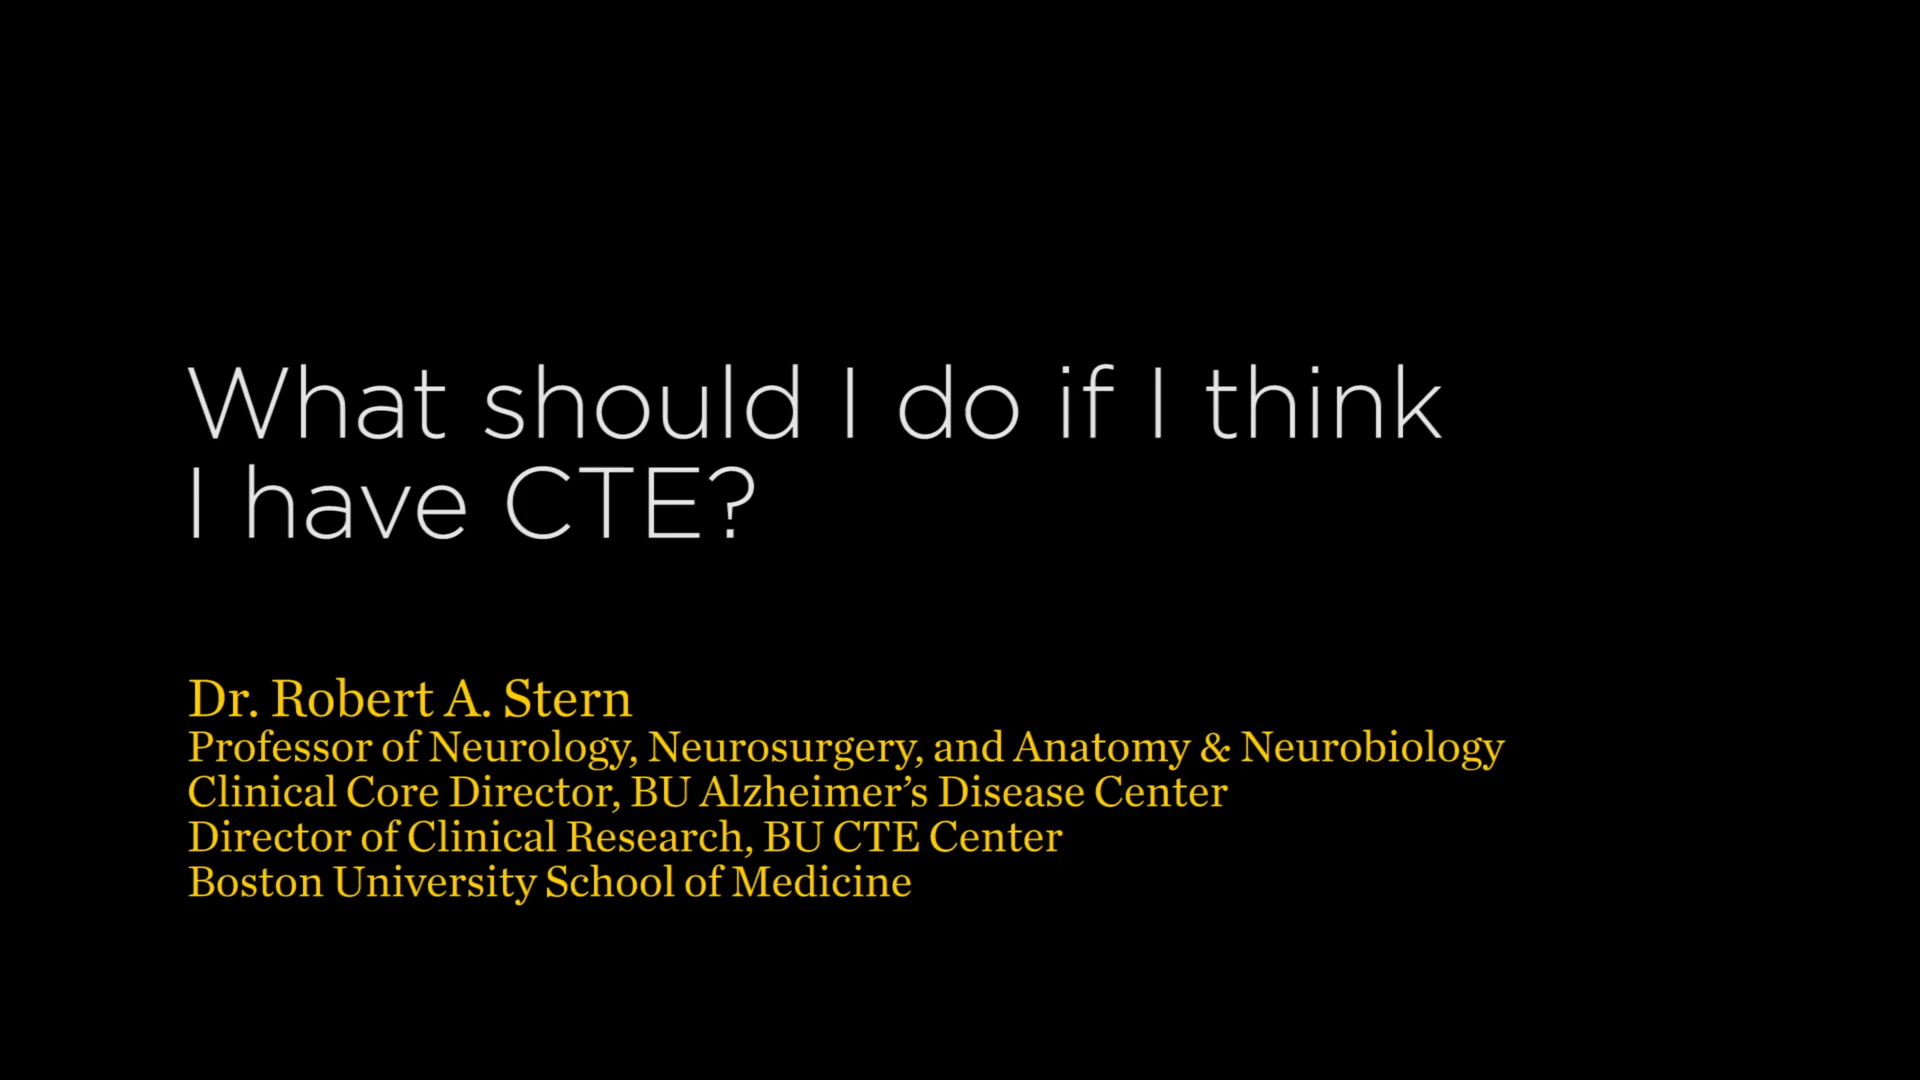 What should I do if I think
I have CTE?
Dr. Robert A. Stern
Professor of Neurology, Neurosurgery, and Anatomy & Neurobiology
Clinical Core Director, BU Alzheimer’s Disease Center
Director of Clinical Research, BU CTE Center
Boston University School of Medicine